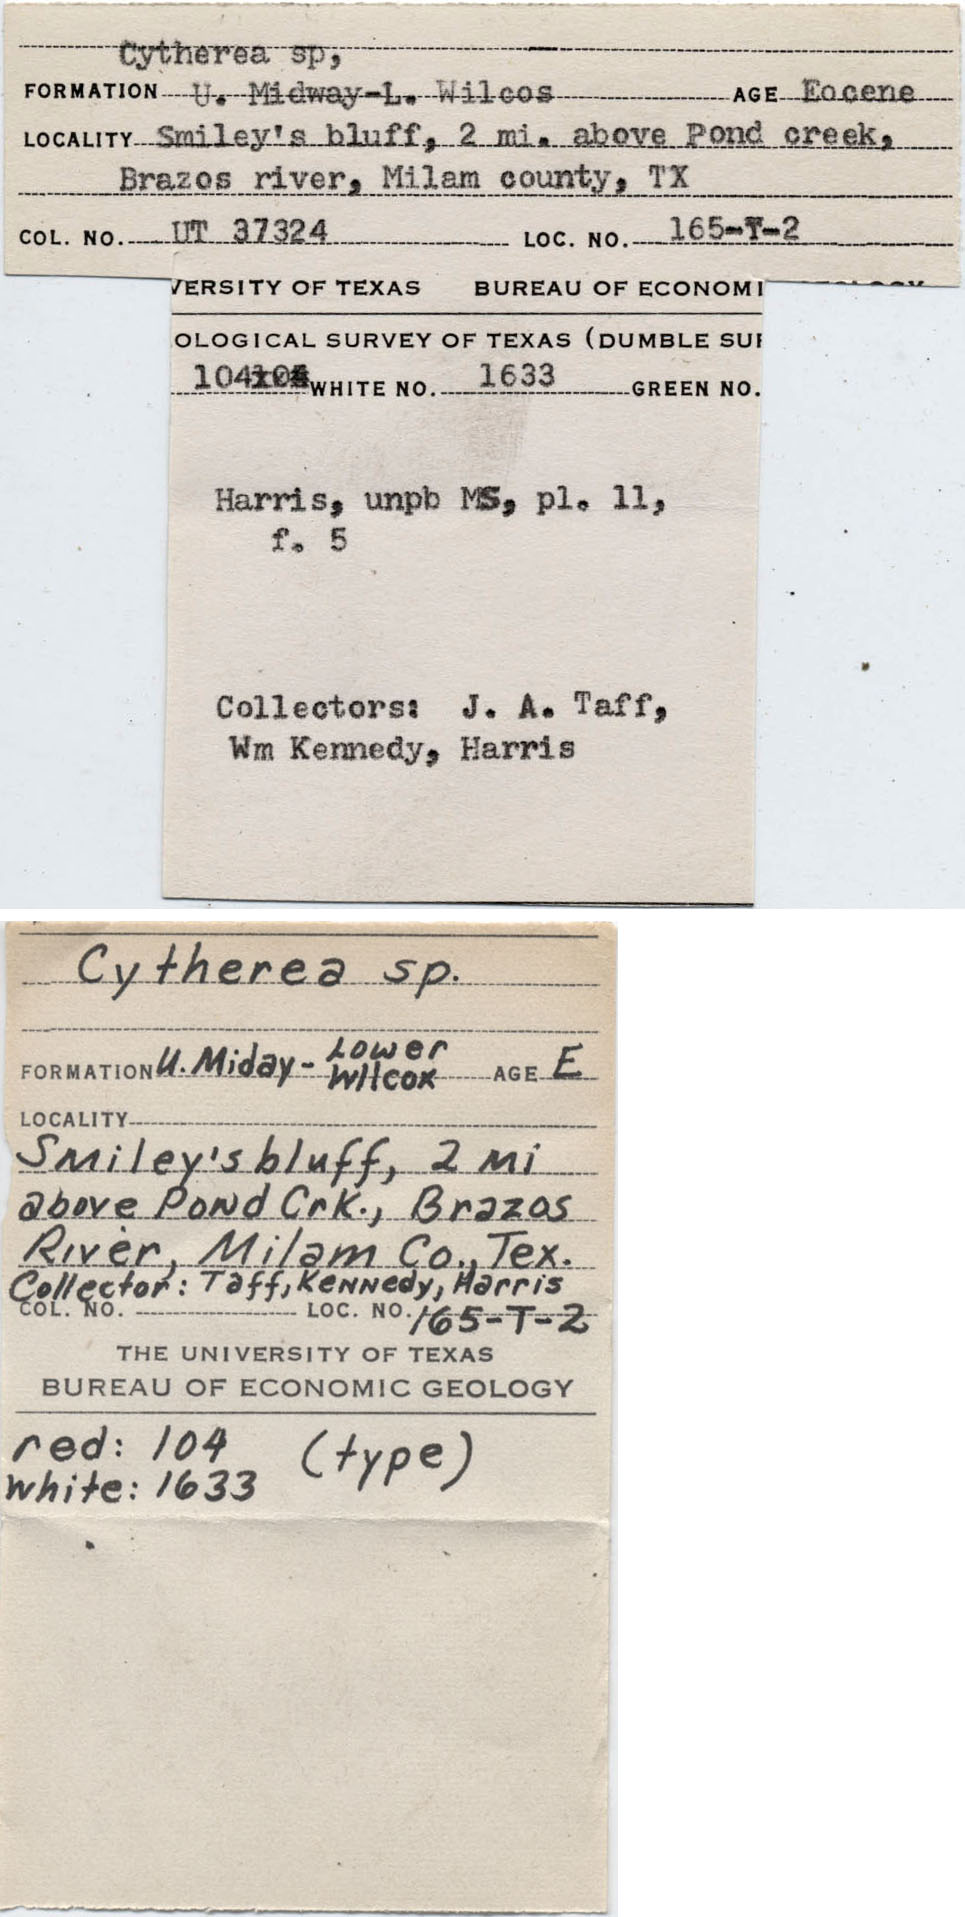 Cytherea sp,
FORMATION U. Midway-L. Wilcos AGE Eocene
LOCALITY Smiley's bluff, 2 mi. above Pond creek,
Brazos river, Milam county, TX
COL. NO. UT 37324 LOC. NO. 165-T-2
VERSITY OF TEXAS BUREAU OF ECONOMI
OLOGICAL SURVEY OF TEXAS (DUMBLE SUR
104 WHITE NO. 1633 GREEN NO.
Harris, unpb MS, pl. 11,
f. 5
Collectors: J. A. Taff,
Wm Kennedy, Harris
Cytherea sp.
FORMATION U. Miday - Lower
Wilcox AGE E
LOCALITY
Smiley's bluff, 2 mi
above Pond Crk., Brazos
River, Milam Co., Tex.
Collector: Taff, Kennedy, Harris
COL. NO. LOC. NO. 165-T-2
THE UNIVERSITY OF TEXAS
BUREAU OF ECONOMIC GEOLOGY
red: 104 (type)
white: 1633